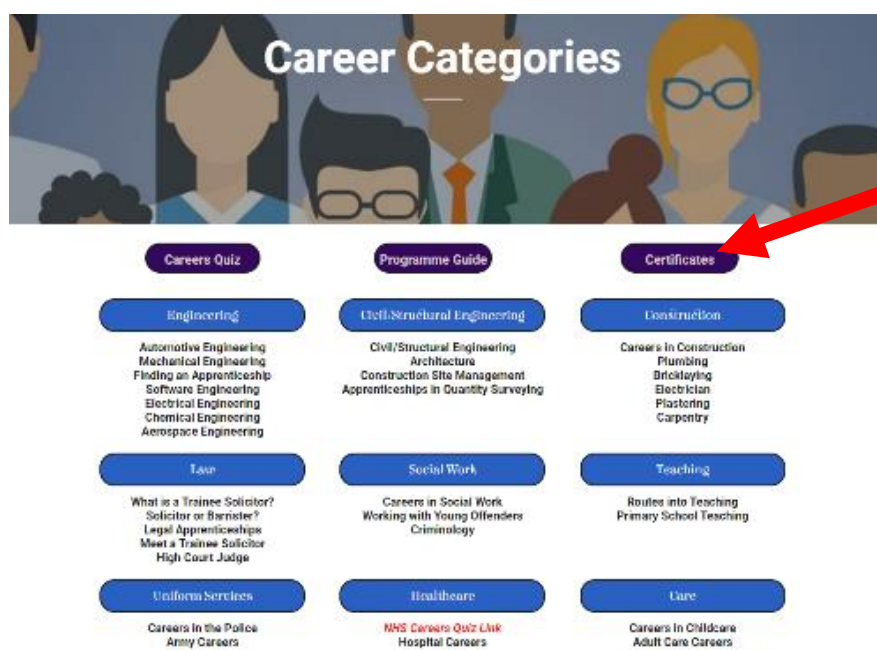 Career Categories
Careers Quiz
Programme Guide
Certificates
Engineering
Automotive Engineering
Mechanical Engineering
Finding an Apprenticeship
Software Engineering
Electrical Engineering
Chemical Engineering
Aerospace Engineering
Civil/Structural Engineering
Civil/Structural Engineering
Architecture
Construction Site Management
Apprenticeships in Quantity Surveying
Construction
Careers in Construction
Plumbing
Bricklaying
Electrician
Plastering
Carpentry
Law
What is a Trainee Solicitor?
Solicitor or Barrister?
Legal Apprenticeships
Meet a Trainee Solicitor
High Court Judge
Social Work
Careers in Social Work
Working with Young Offenders
Criminology
Teaching
Routes into Teaching
Primary School Teaching
Uniform Services
Careers in the Police
Army Careers
Healthcare
NHS Careers Quiz Link
Hospital Careers
Care
Careers in Childcare
Adult Care Careers